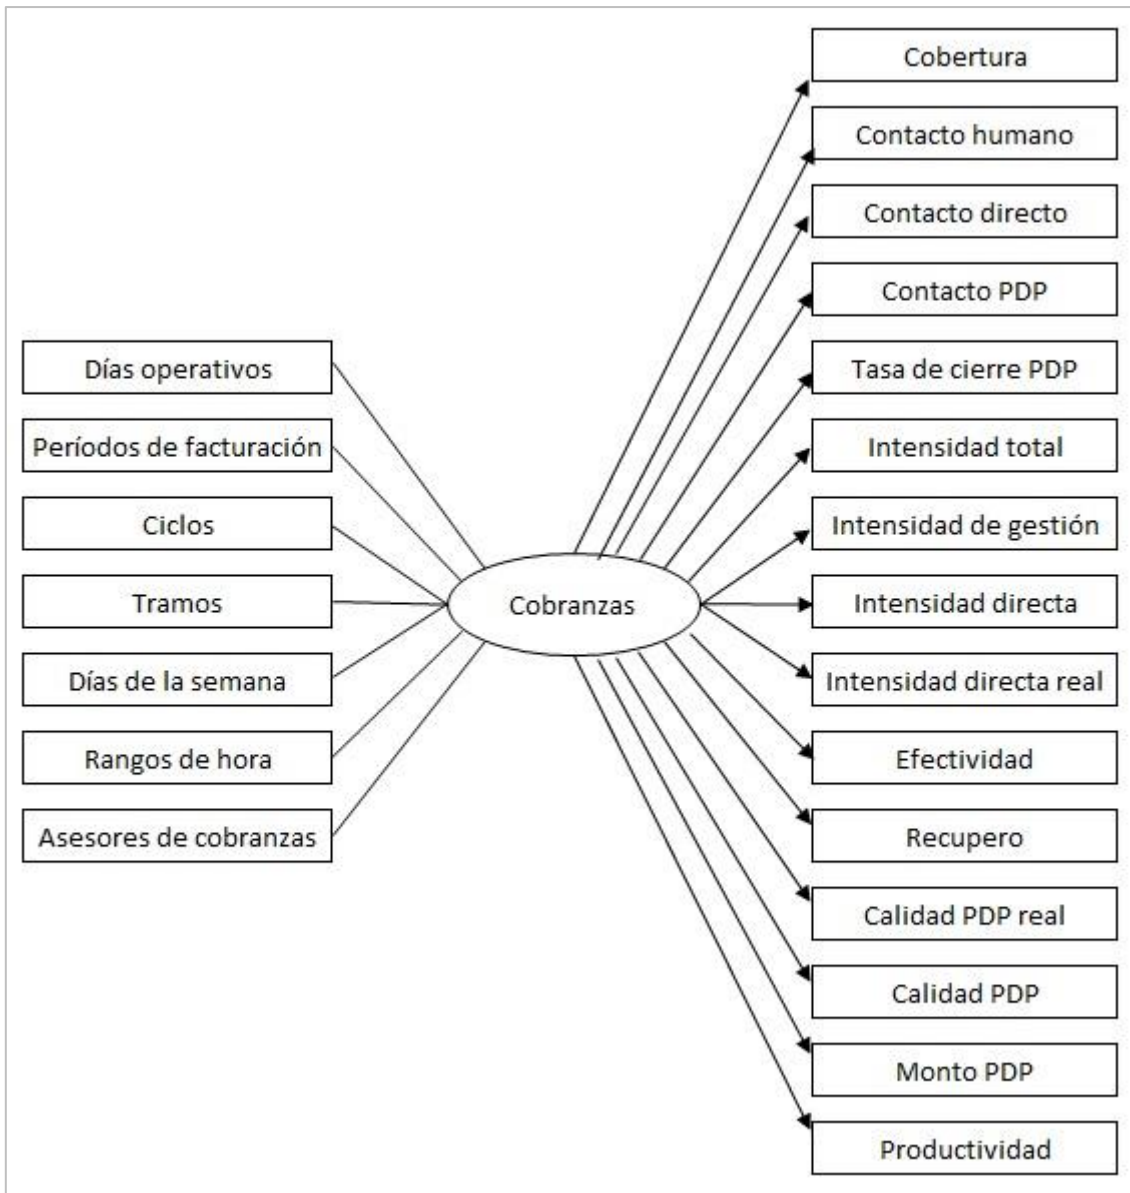 Días operativos
Períodos de facturación
Ciclos
Tramos
Días de la semana
Rangos de hora
Asesores de cobranzas
Cobranzas
Cobertura
Contacto humano
Contacto directo
Contacto PDP
Tasa de cierre PDP
Intensidad total
Intensidad de gestión
Intensidad directa
Intensidad directa real
Efectividad
Recupero
Calidad PDP real
Calidad PDP
Monto PDP
Productividad